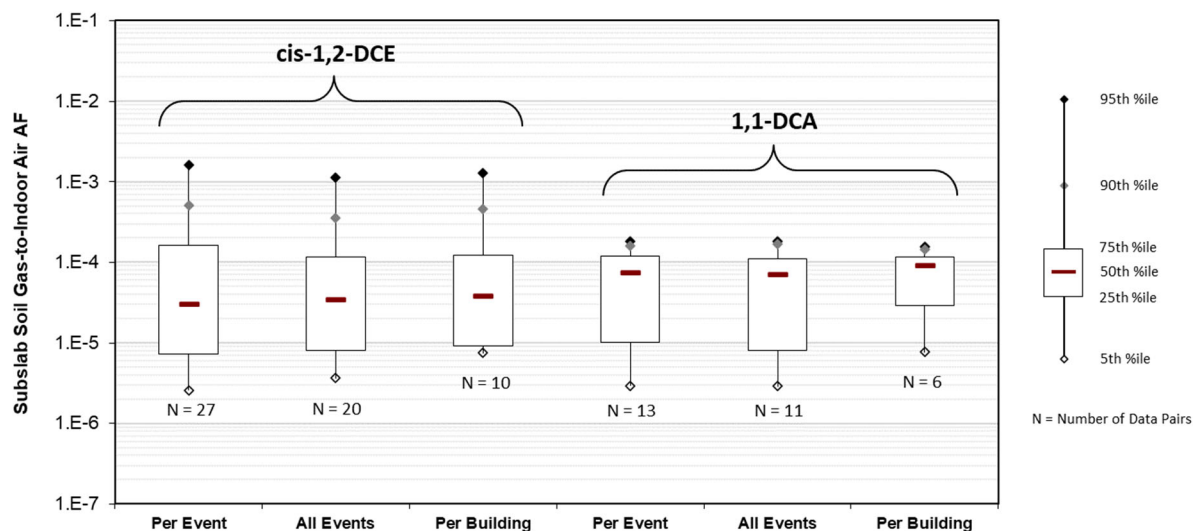 Subslab Soil Gas-to-Indoor Air AF
1.E-1
1.E-2
1.E-3
1.E-4
1.E-5
1.E-6
1.E-7
cis-1,2-DCE
1,1-DCA
N = 27
N = 20
N = 10
N = 13
N = 11
N = 6
Per Event
All Events
Per Building
Per Event
All Events
Per Building
95th %ile
90th %ile
75th %ile
50th %ile
25th %ile
5th %ile
N = Number of Data Pairs